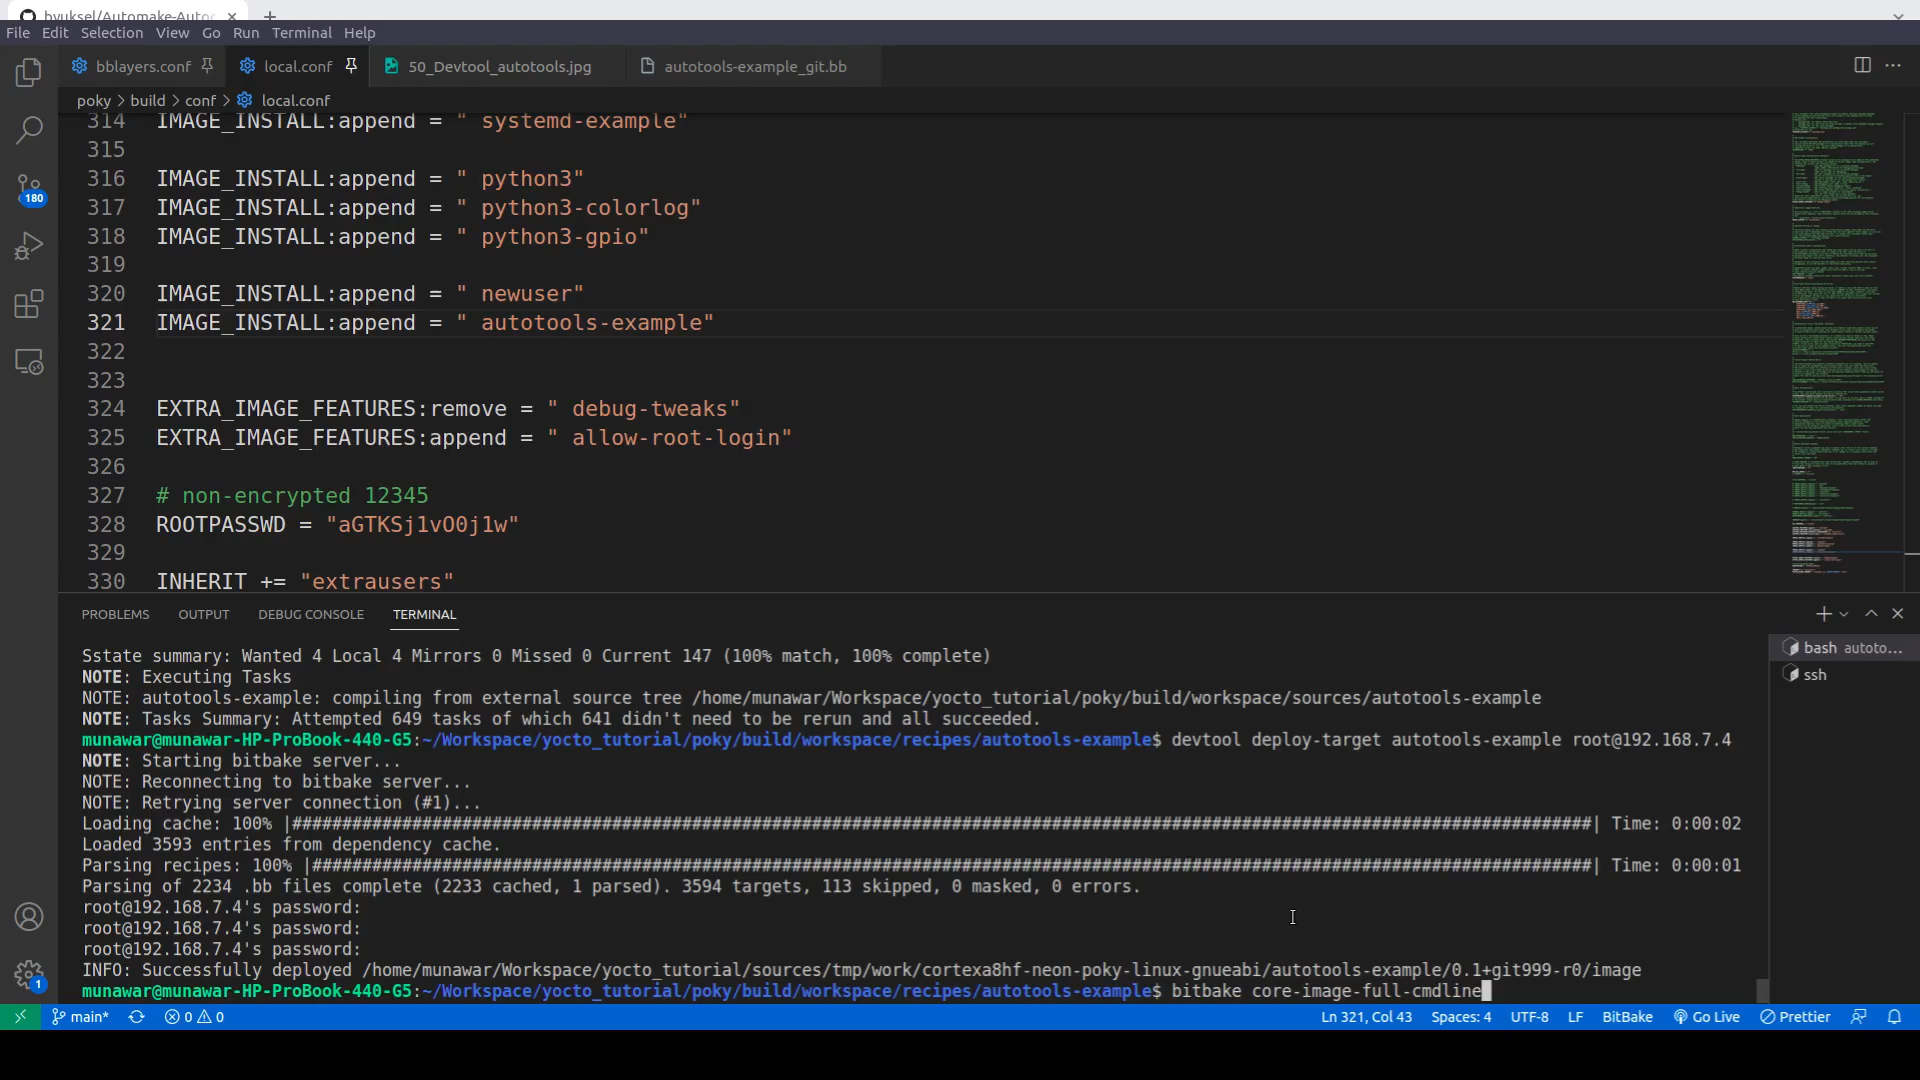 byuksel/Automake-Autoc
File Edit Selection View Go Run Terminal Help
bblayers.conf local.conf 50_Devtool_autotools.jpg autotools-example_git.bb
poky > build > conf > local.conf
314 IMAGE_INSTALL:append = " systemd-example"
315
316 IMAGE_INSTALL:append = " python3"
317 IMAGE_INSTALL:append = " python3-colorlog"
318 IMAGE_INSTALL:append = " python3-gpio"
319
320 IMAGE_INSTALL:append = " newuser"
321 IMAGE_INSTALL:append = " autotools-example"
322
323
324 EXTRA_IMAGE_FEATURES:remove = " debug-tweaks"
325 EXTRA_IMAGE_FEATURES:append = " allow-root-login"
326
327 # non-encrypted 12345
328 ROOTPASSWD = "aGTKSj1vO0j1w"
329
330 INHERIT += "extrausers"
180
PROBLEMS OUTPUT DEBUG CONSOLE TERMINAL
bash autoto...
ssh
Sstate summary: Wanted 4 Local 4 Mirrors 0 Missed 0 Current 147 (100% match, 100% complete)
NOTE: Executing Tasks
NOTE: autotools-example: compiling from external source tree /home/munawar/Workspace/yocto_tutorial/poky/build/workspace/sources/autotools-example
NOTE: Tasks Summary: Attempted 649 tasks of which 641 didn't need to be rerun and all succeeded.
munawar@munawar-HP-ProBook-440-G5:~/Workspace/yocto_tutorial/poky/build/workspace/recipes/autotools-example$ devtool deploy-target autotools-example root@192.168.7.4
NOTE: Starting bitbake server...
NOTE: Reconnecting to bitbake server...
NOTE: Retrying server connection (#1)...
Loading cache: 100% |##################################################################################################################################| Time: 0:00:02
Loaded 3593 entries from dependency cache.
Parsing recipes: 100% |################################################################################################################################| Time: 0:00:01
Parsing of 2234 .bb files complete (2233 cached, 1 parsed). 3594 targets, 113 skipped, 0 masked, 0 errors.
root@192.168.7.4's password:
root@192.168.7.4's password:
root@192.168.7.4's password:
INFO: Successfully deployed /home/munawar/Workspace/yocto_tutorial/sources/tmp/work/cortexa8hf-neon-poky-linux-gnueabi/autotools-example/0.1+git999-r0/image
munawar@munawar-HP-ProBook-440-G5:~/Workspace/yocto_tutorial/poky/build/workspace/recipes/autotools-example$ bitbake core-image-full-cmdline
1
main* 0 0 Ln 321, Col 43 Spaces: 4 UTF-8 LF BitBake Go Live Prettier